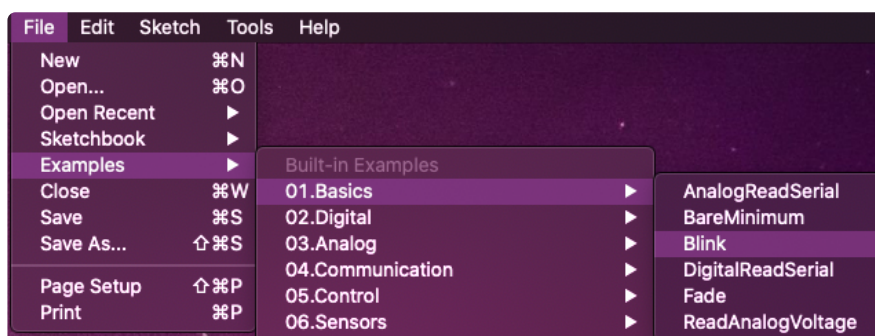 File Edit Sketch Tools Help
New ⌘N
Open... ⌘O
Open Recent ▶
Sketchbook ▶
Examples ▶
Close ⌘W
Save ⌘S
Save As... ⇧⌘S
Page Setup ⇧⌘P
Print ⌘P
Built-in Examples
01.Basics ▶
02.Digital ▶
03.Analog ▶
04.Communication ▶
05.Control ▶
06.Sensors ▶
AnalogReadSerial
BareMinimum
Blink
DigitalReadSerial
Fade
ReadAnalogVoltage